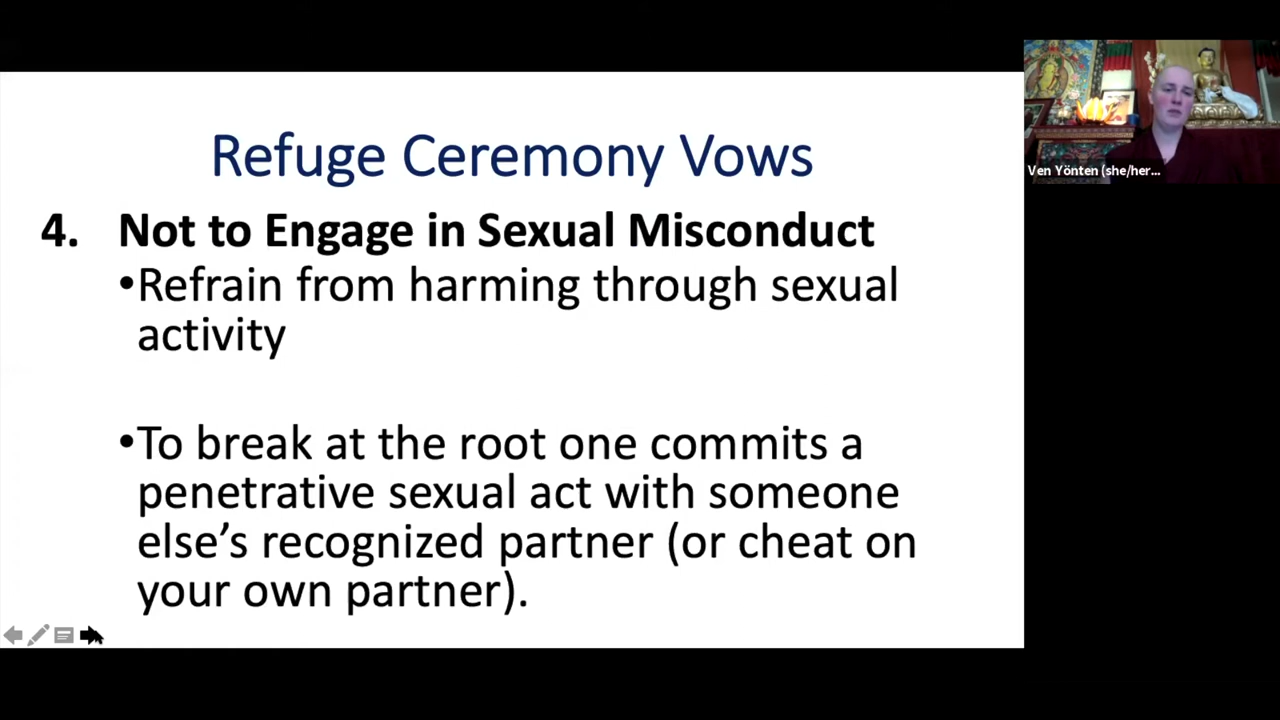 Refuge Ceremony Vows
4. Not to Engage in Sexual Misconduct
•Refrain from harming through sexual
activity
•To break at the root one commits a
penetrative sexual act with someone
else’s recognized partner (or cheat on
your own partner).
Ven Yönten (she/her...